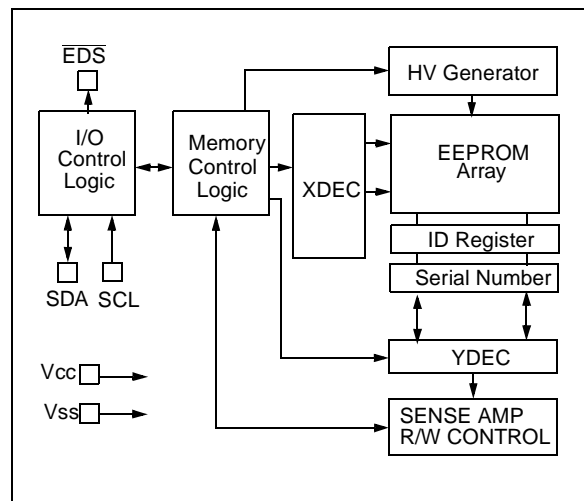 EDS
I/O
Control
Logic
Memory
Control
Logic
XDEC
HV Generator
EEPROM
Array
ID Register
Serial Number
SDA
SCL
YDEC
Vcc
Vss
SENSE AMP
R/W CONTROL